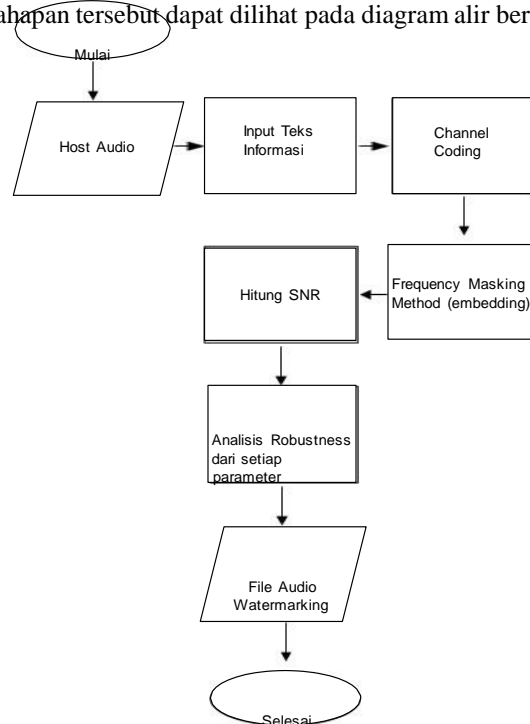 ahapan tersebut dapat dilihat pada diagram alir ber
Mulai
Host Audio
Input Teks
Informasi
Channel
Coding
Frequency Masking
Method (embedding)
Hitung SNR
Analisis Robustness
dari setiap
parameter
File Audio
Watermarking
Selesai